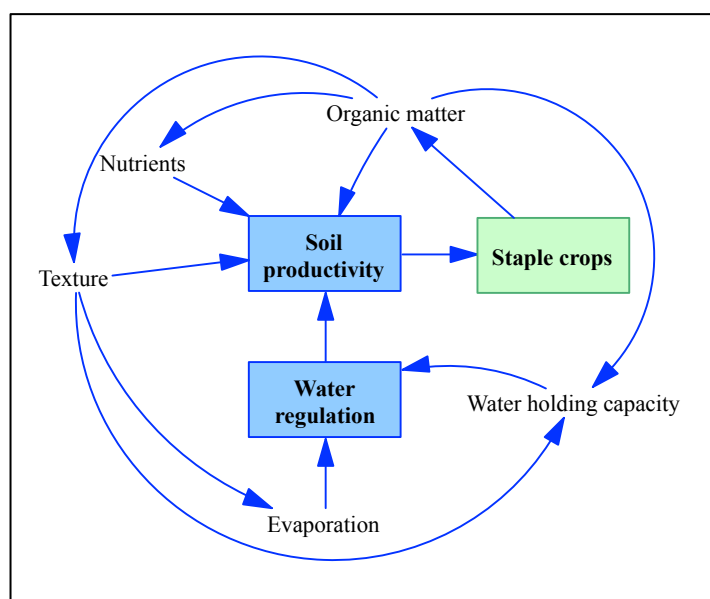 Organic matter
Nutrients
Soil
productivity
Staple crops
Texture
Water
regulation
Water holding capacity
Evaporation